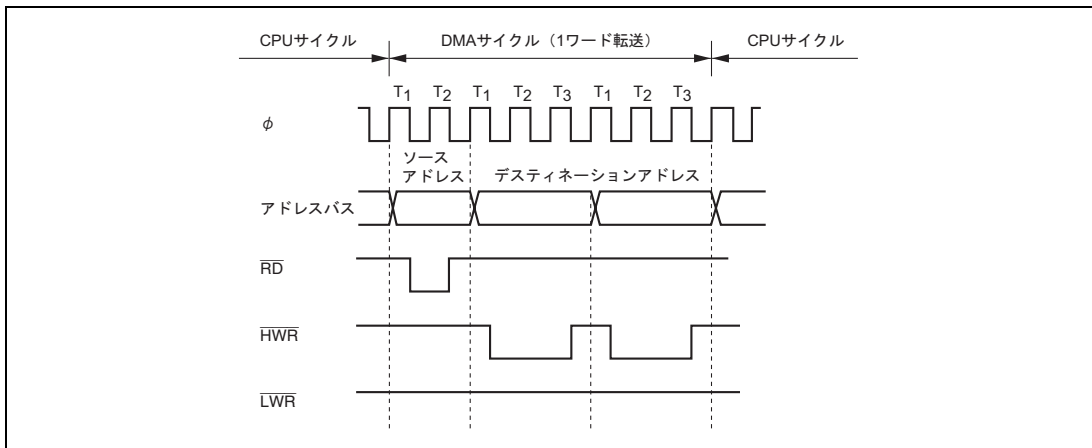 CPUサイクル DMAサイクル（1ワード転送） CPUサイクル
T1 T2 T1 T2 T3 T1 T2 T3
φ
ソース
アドレス デスティネーションアドレス
アドレスバス
RD
HWR
LWR